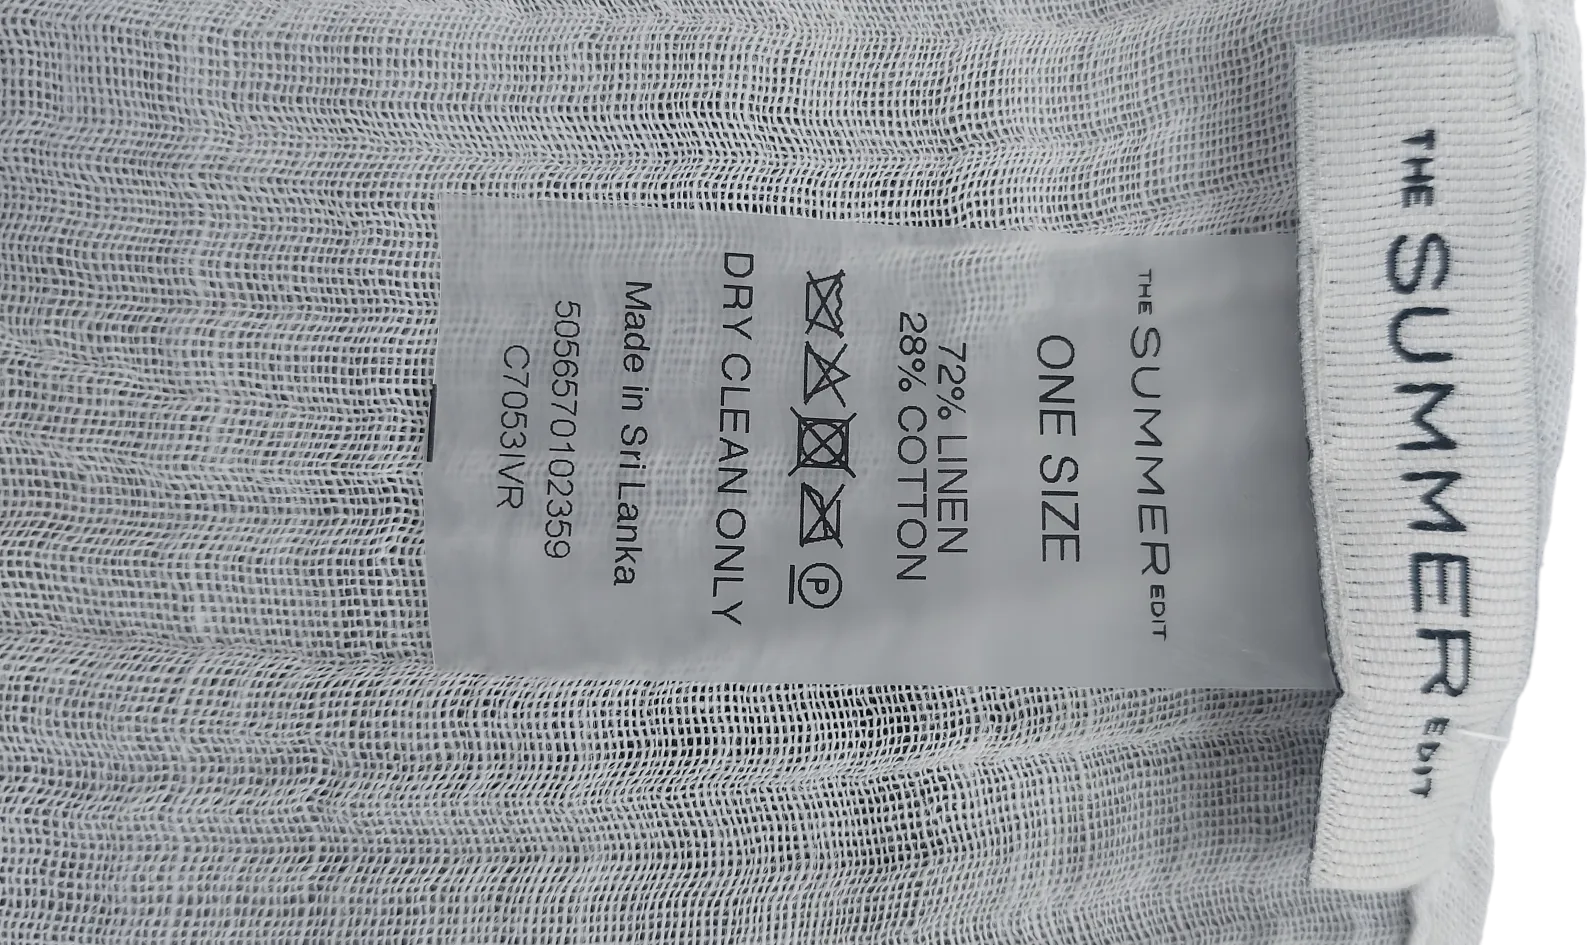 THE SUMMER EDIT
THE SUMMER EDIT
ONE SIZE
72% LINEN
28% COTTON
P
DRY CLEAN ONLY
Made in Sri Lanka
5056570102359
C7053IVR